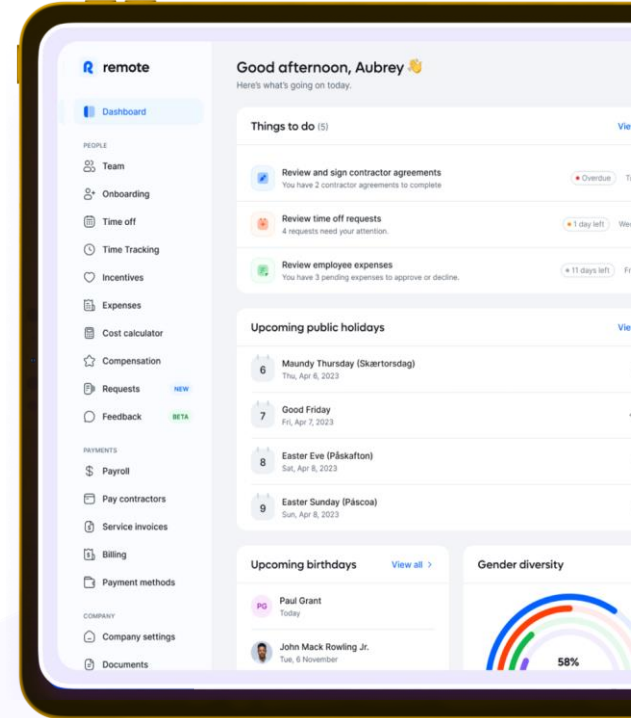 remote
Dashboard
PEOPLE
Team
Onboarding
Time off
Time Tracking
Incentives
Expenses
Cost calculator
Compensation
Requests NEW
Feedback BETA
PAYMENTS
Payroll
Pay contractors
Service invoices
Billing
Payment methods
COMPANY
Company settings
Documents
Good afternoon, Aubrey 👋
Here's what's going on today.
Things to do (5)
Vie
Review and sign contractor agreements
You have 2 contractor agreements to complete
Overdue
Review time off requests
4 requests need your attention.
1 day left
Wed
Review employee expenses
You have 3 pending expenses to approve or decline.
11 days left
Fr
Upcoming public holidays
Vie
6
Maundy Thursday (Skærtorsdag)
Thu, Apr 6, 2023
7
Good Friday
Fri, Apr 7, 2023
8
Easter Eve (Påskafton)
Sat, Apr 8, 2023
9
Easter Sunday (Páscoa)
Sun, Apr 8, 2023
Upcoming birthdays
View all >
PG
Paul Grant
Today
John Mack Rowling Jr.
Tue, 6 November
Gender diversity
58%